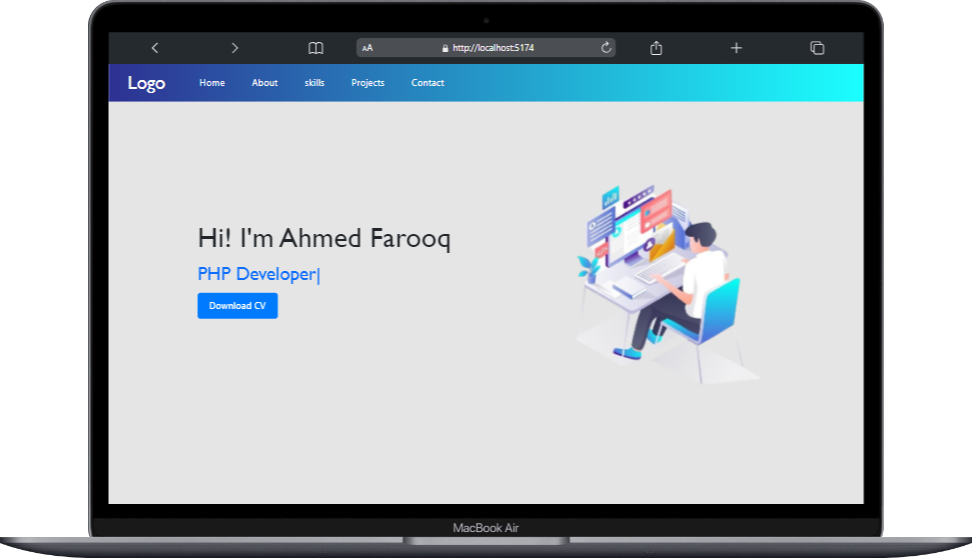 AA http://localhost:5174
Logo Home About skills Projects Contact
Hi! I'm Ahmed Farooq
PHP Developer|
Download CV
MacBook Air